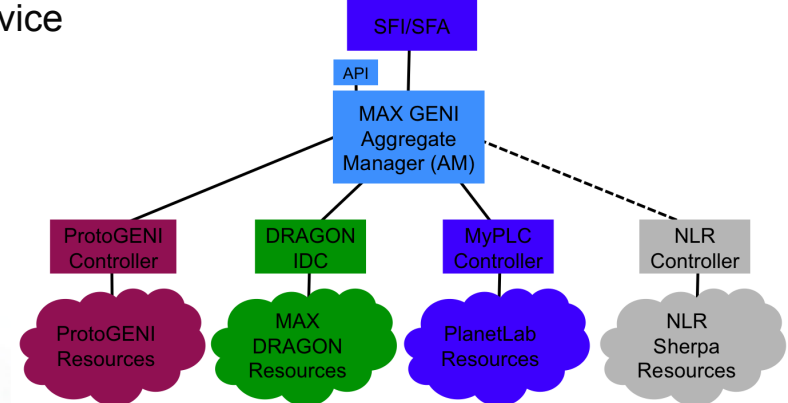 vice
SFI/SFA
API
MAX GENI
Aggregate
Manager (AM)
ProtoGENI
Controller
DRAGON
IDC
MyPLC
Controller
NLR
Controller
ProtoGENI
Resources
MAX
DRAGON
Resources
PlanetLab
Resources
NLR
Sherpa
Resources